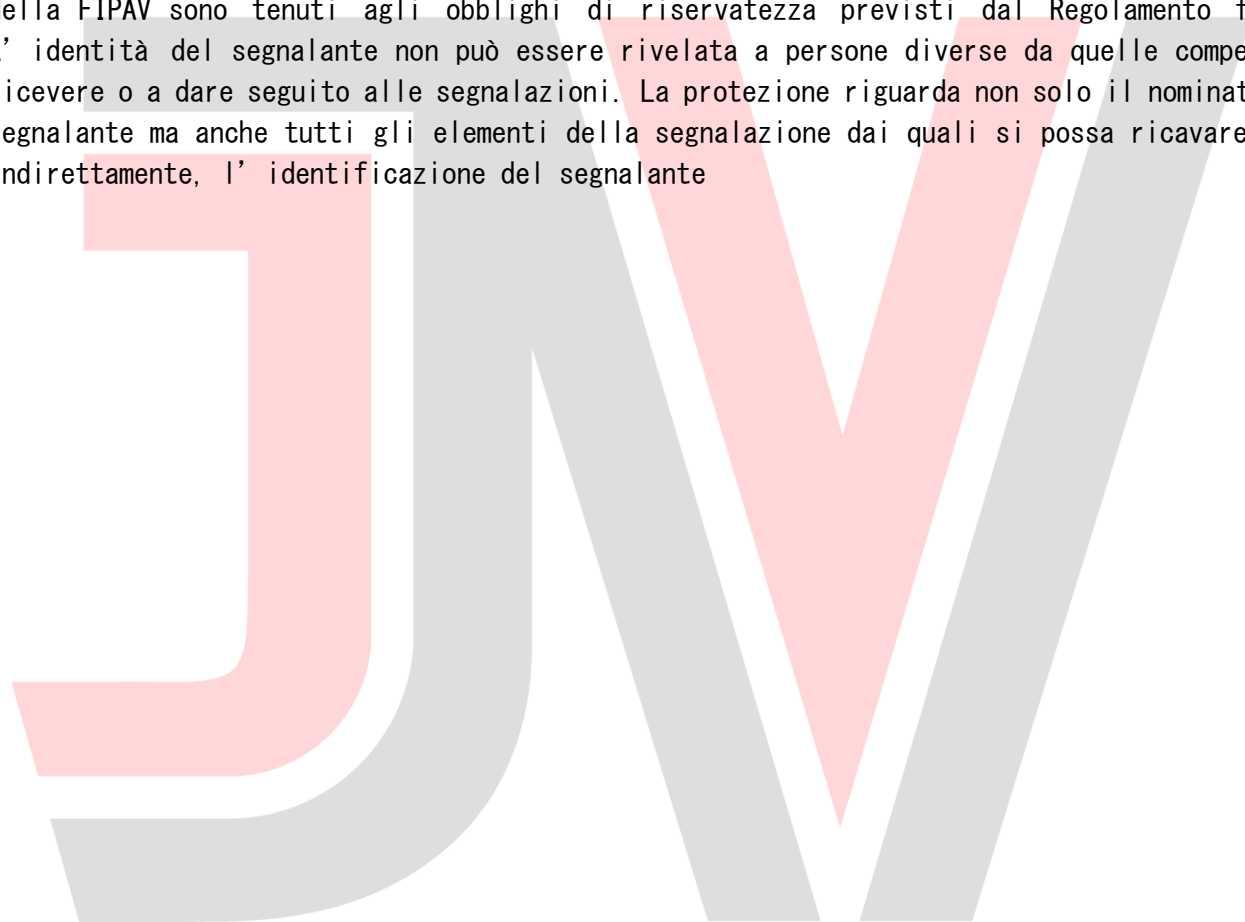 della FIPAV sono tenuti agli obblighi di riservatezza previsti dal Regolamento
’ identità del segnalante non può essere rivelata a persone diverse da quelle
icevere o a dare seguito alle segnalazioni. La protezione riguarda non solo il
egnalante ma anche tutti gli elementi della segnalazione dai quali si possa ricavare
ndirettamente, l’ identificazione del segnalante